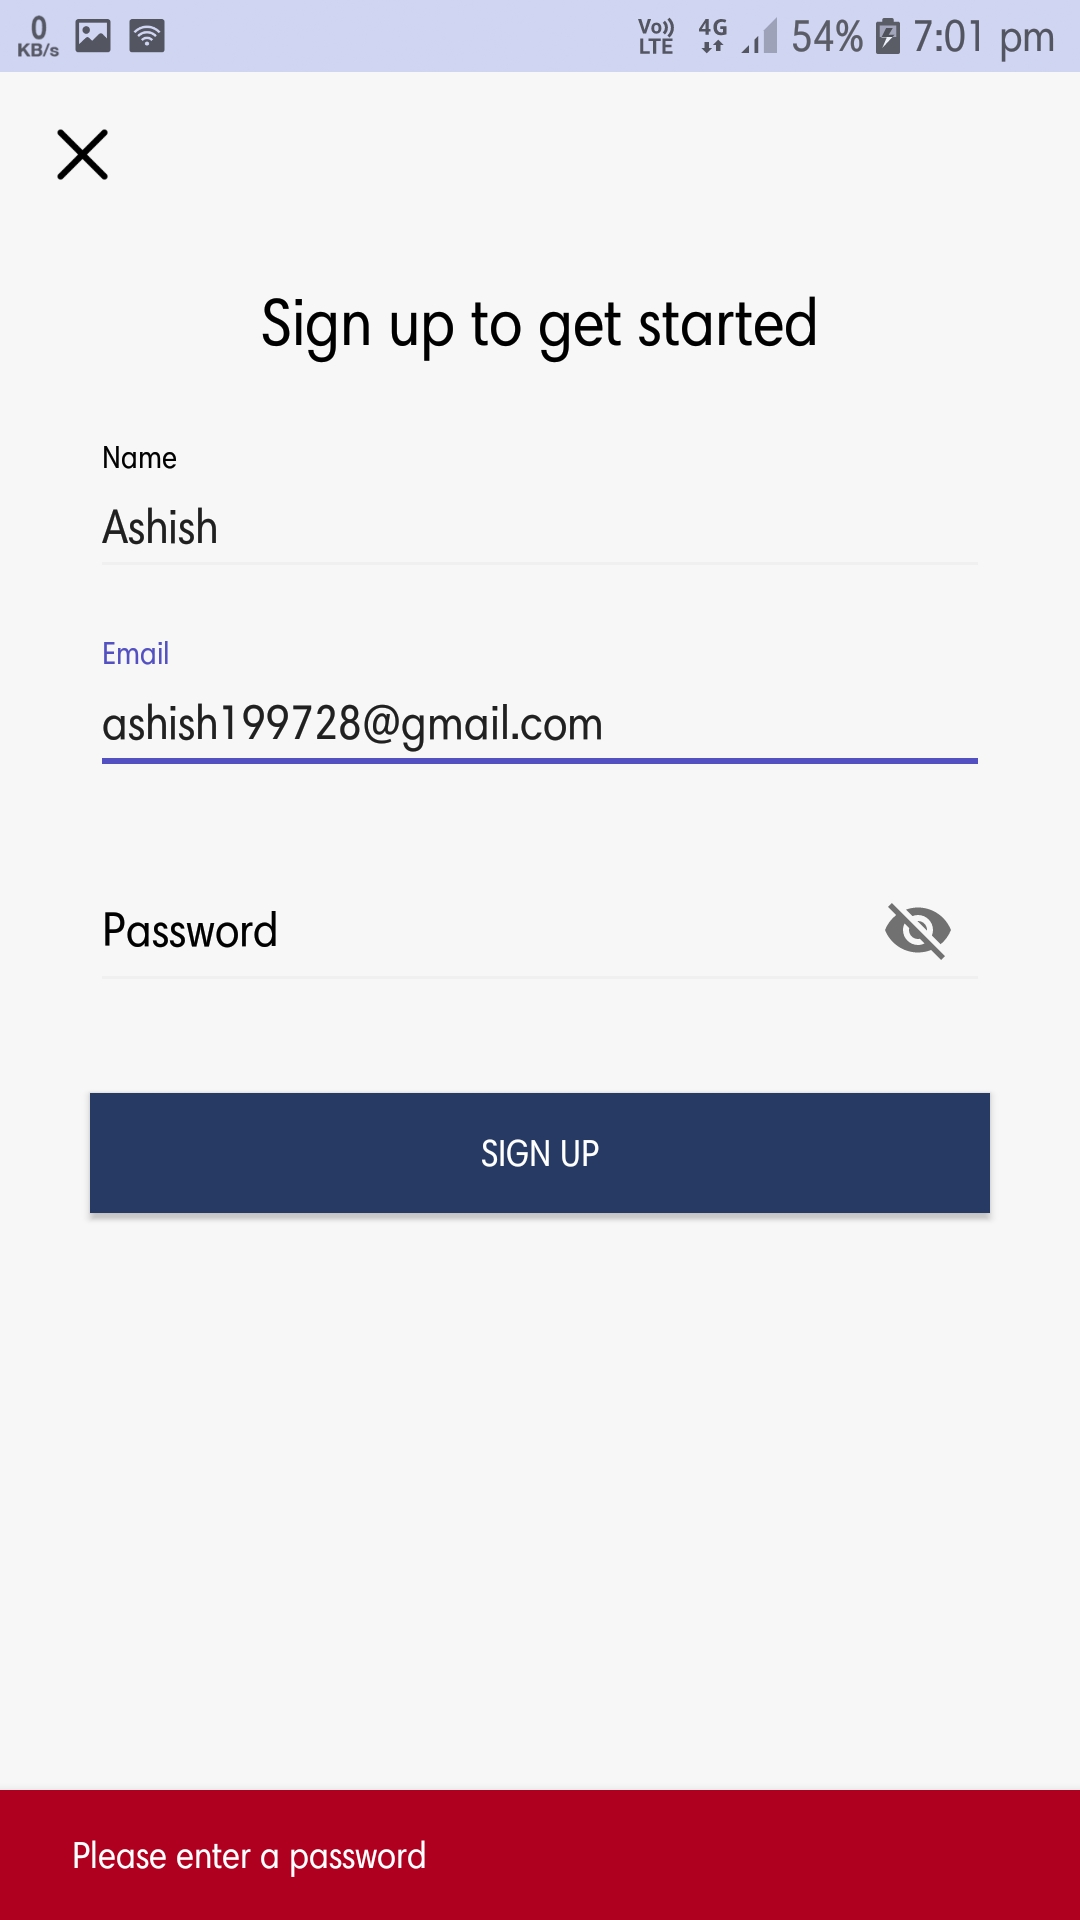 0
KB/s
Vo)) LTE 4G 54% 7:01 pm
Sign up to get started
Name
Ashish
Email
ashish199728@gmail.com
Password
SIGN UP
Please enter a password